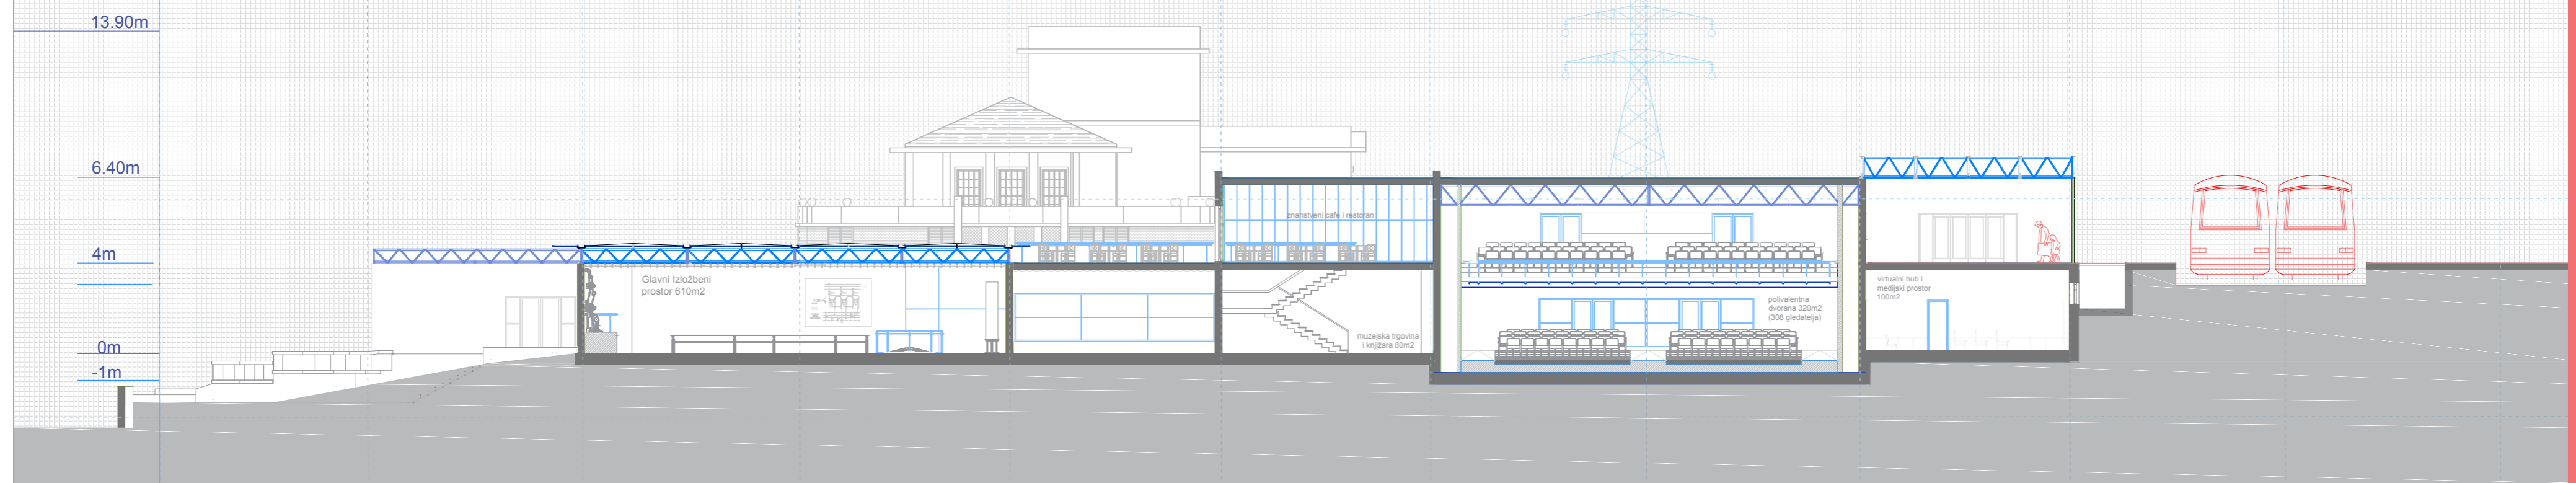 13.90m
6.40m
4m
0m
-1m
Glavni Izložbeni
prostor 610m2
znanstveni cafe i restoran
muzejska trgovina
i knjižara 80m2
polivalentna
dvorana 320m2
(308 gledatelja)
virtualni hub i
medijski prostor
100m2